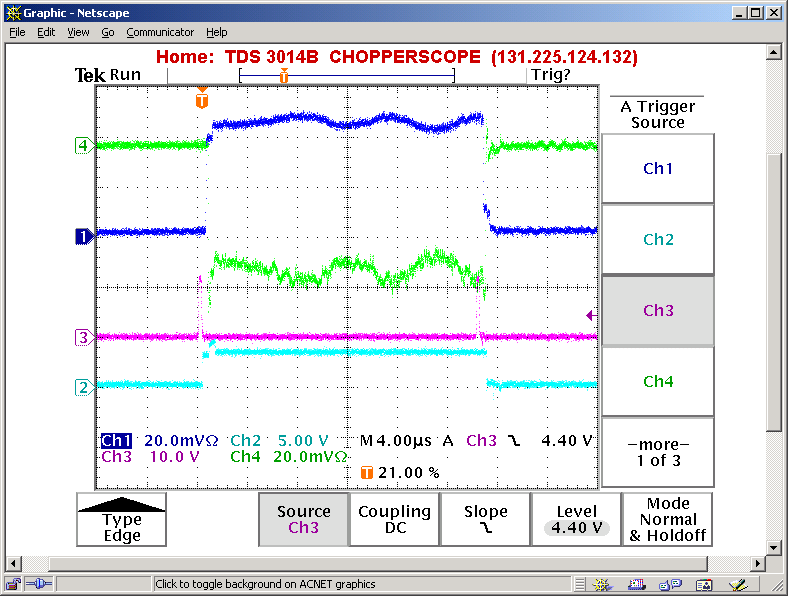 Graphic - Netscape
File Edit View Go Communicator Help
Home: TDS 3014B CHOPPERSCOPE (131.225.124.132)
Tek Run Trig?
T
T
A Trigger
Source
4
Ch1
1
Ch2
Ch3
3
2
Ch4
Ch1 20.0mVΩ Ch2 5.00 V M 4.00µs A Ch3 4.40 V
Ch3 10.0 V Ch4 20.0mVΩ
T 21.00 %
–more–
1 of 3
Type
Edge
Source
Ch3
Coupling
DC
Slope
Level
4.40 V
Mode
Normal
& Holdoff
Click to toggle background on ACNET graphics